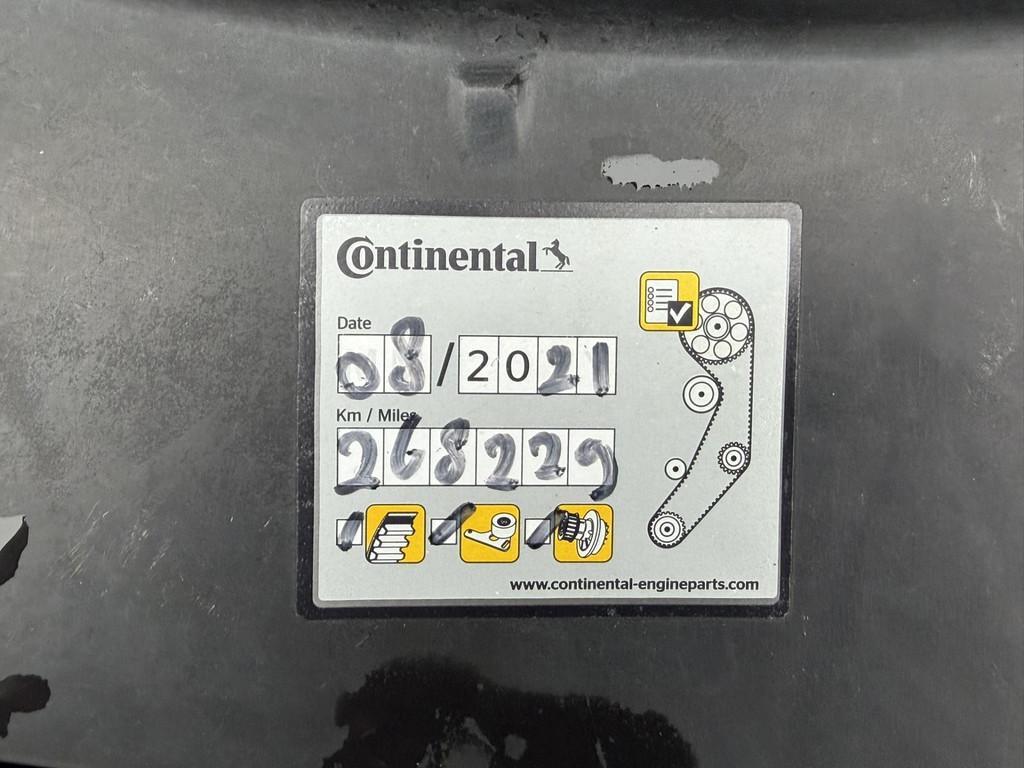 Continental
Date
08/2021
Km / Miles
268229
www.continental-engineparts.com